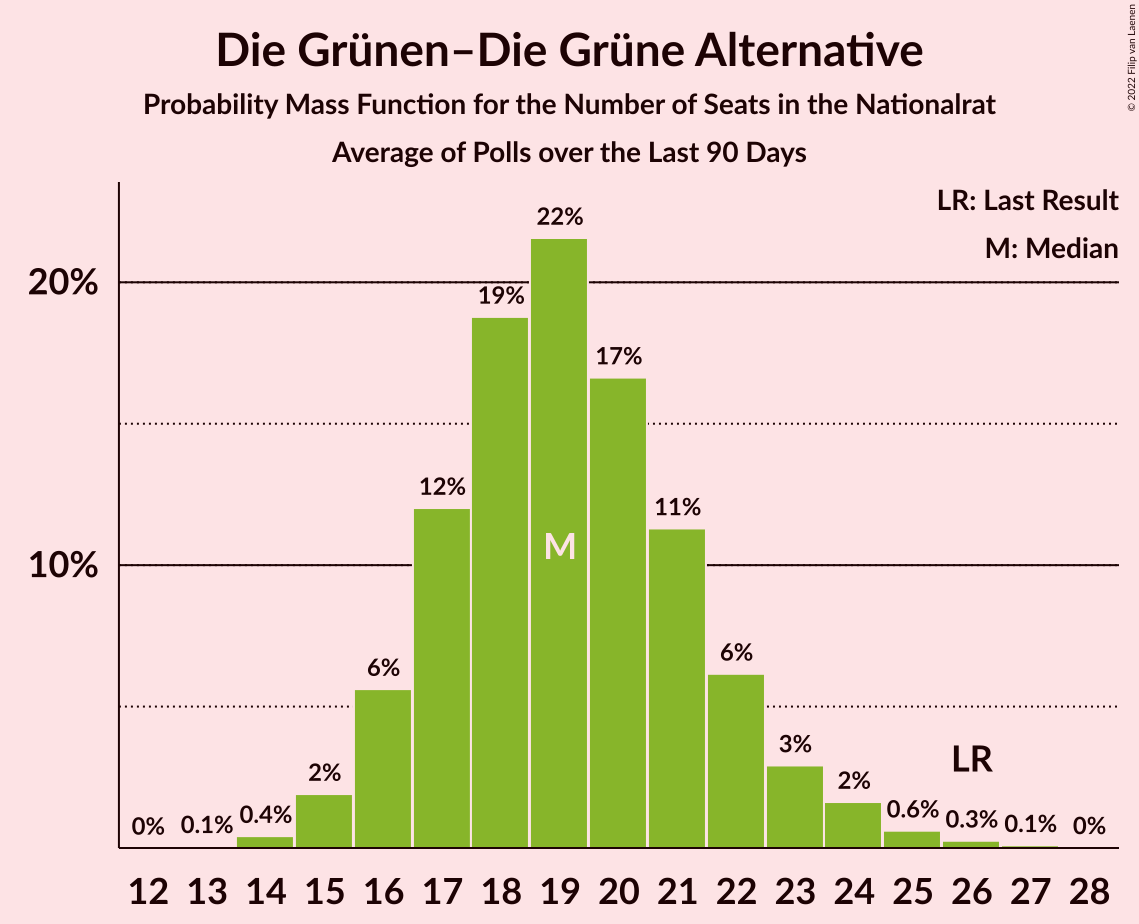 Die Grünen–Die Grüne Alternative
Probability Mass Function for the Number of Seats in the Nationalrat
Average of Polls over the Last 90 Days
© 2022 Filip van Laenen
LR: Last Result
M: Median
20%
10%
0%
0.1%
0.4%
2%
6%
12%
19%
22%
17%
11%
6%
3%
2%
0.6%
0.3%
0.1%
0%
M
LR
12 13 14 15 16 17 18 19 20 21 22 23 24 25 26 27 28